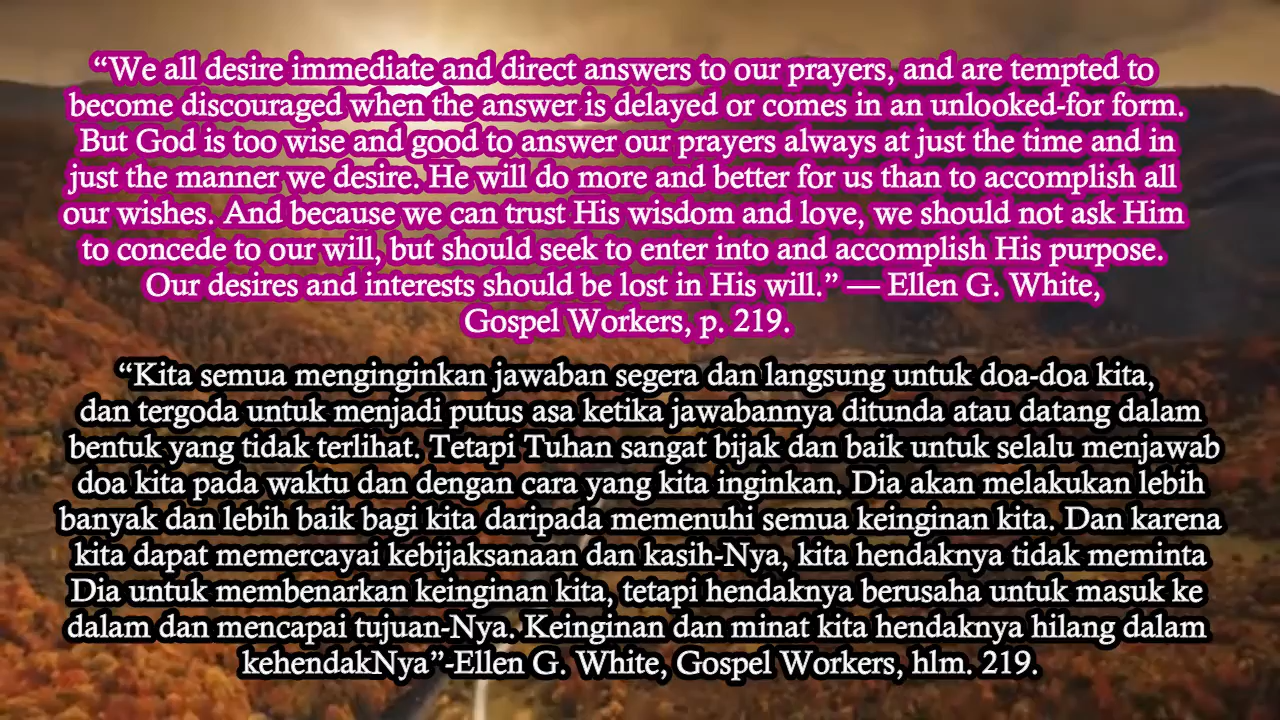 “We all desire immediate and direct answers to our prayers, and are tempted to
become discouraged when the answer is delayed or comes in an unlooked-for form.
But God is too wise and good to answer our prayers always at just the time and in
just the manner we desire. He will do more and better for us than to accomplish all
our wishes. And because we can trust His wisdom and love, we should not ask Him
to concede to our will, but should seek to enter into and accomplish His purpose.
Our desires and interests should be lost in His will.” — Ellen G. White,
Gospel Workers, p. 219.
“Kita semua menginginkan jawaban segera dan langsung untuk doa-doa kita,
dan tergoda untuk menjadi putus asa ketika jawabannya ditunda atau datang dalam
bentuk yang tidak terlihat. Tetapi Tuhan sangat bijak dan baik untuk selalu menjawab
doa kita pada waktu dan dengan cara yang kita inginkan. Dia akan melakukan lebih
banyak dan lebih baik bagi kita daripada memenuhi semua keinginan kita. Dan karena
kita dapat memercayai kebijaksanaan dan kasih-Nya, kita hendaknya tidak meminta
Dia untuk membenarkan keinginan kita, tetapi hendaknya berusaha untuk masuk ke
dalam dan mencapai tujuan-Nya. Keinginan dan minat kita hendaknya hilang dalam
kehendakNya”-Ellen G. White, Gospel Workers, hlm. 219.